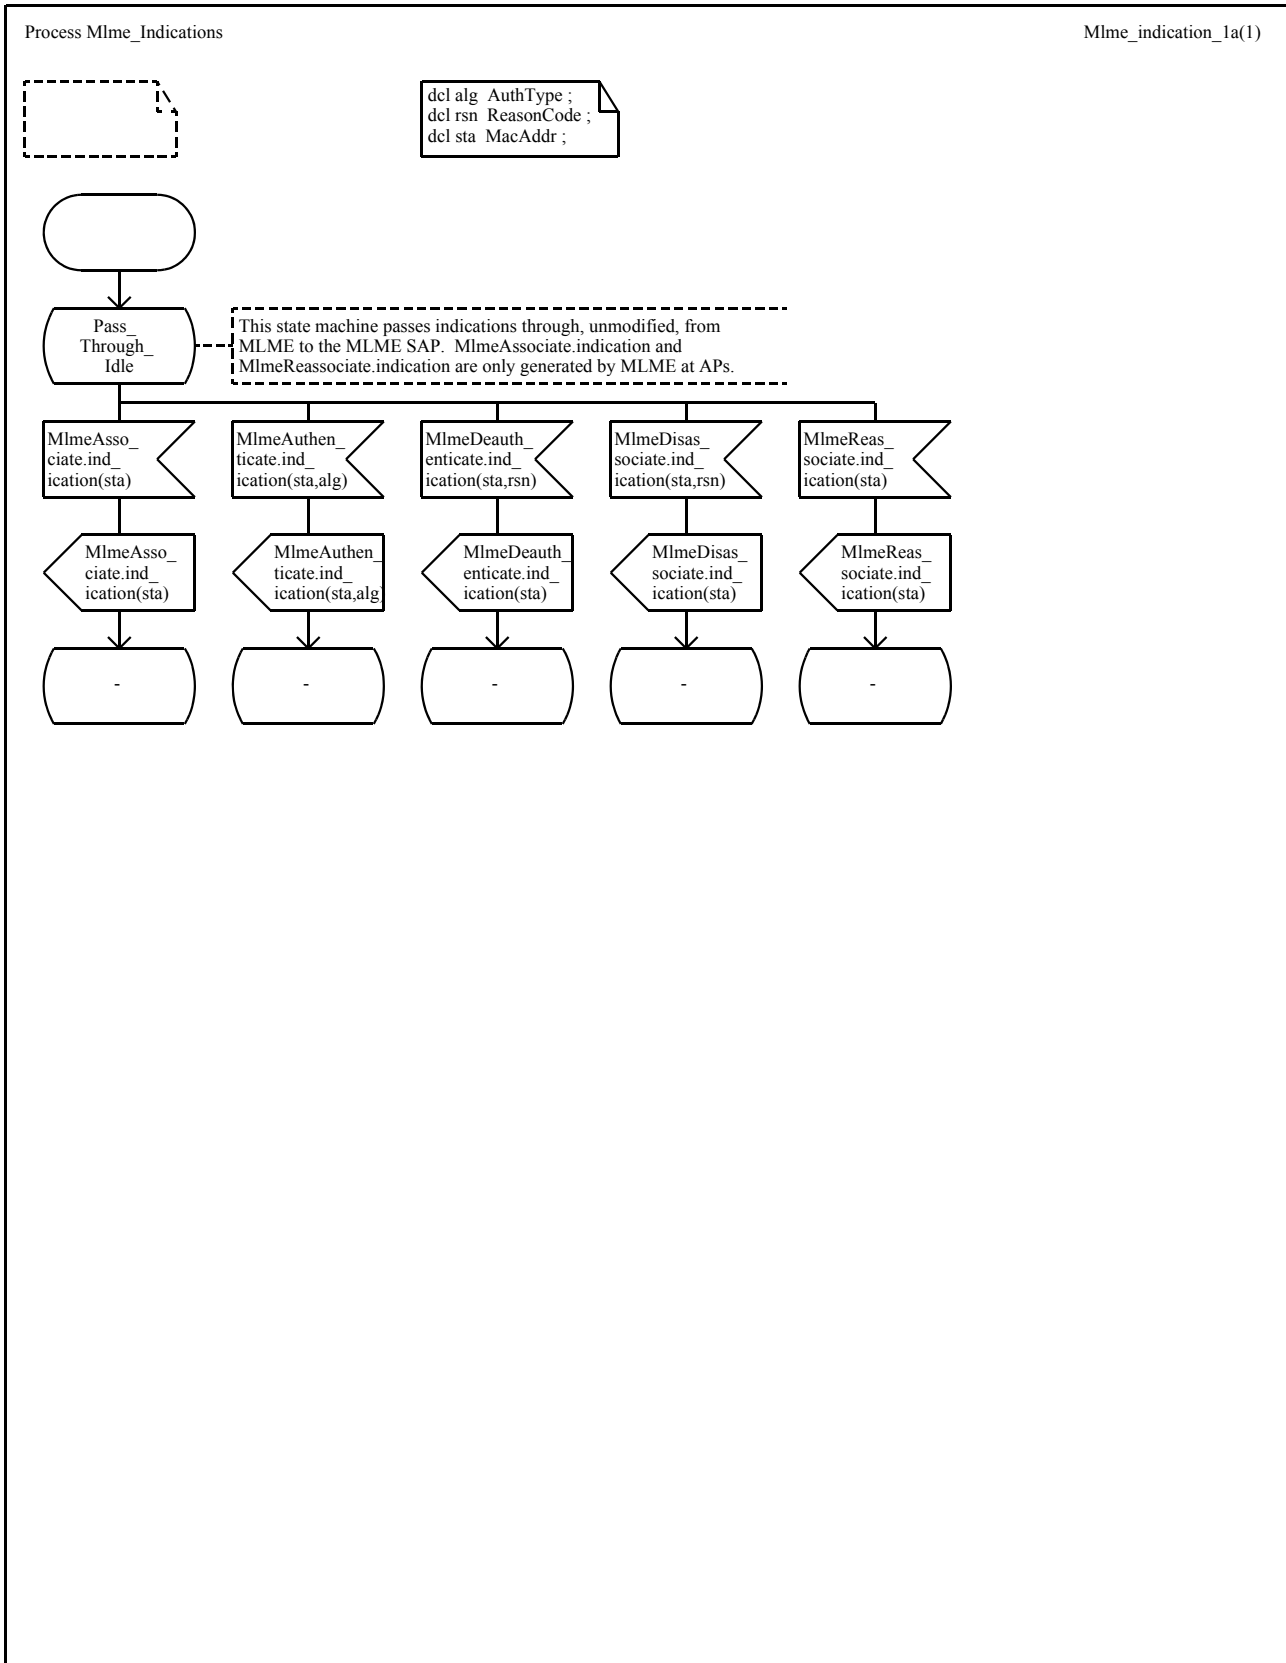 Process Mlme_Indications
Mlme_indication_1a(1)
dcl alg  AuthType ;
dcl rsn  ReasonCode ;
dcl sta  MacAddr ;
Pass_
Through_
Idle
This state machine passes indications through, unmodified, from
MLME to the MLME SAP.  MlmeAssociate.indication and
MlmeReassociate.indication are only generated by MLME at APs.
MlmeAsso_
ciate.ind_
ication(sta)
MlmeAuthen_
ticate.ind_
ication(sta,alg)
MlmeDeauth_
enticate.ind_
ication(sta,rsn)
MlmeDisas_
sociate.ind_
ication(sta,rsn)
MlmeReas_
sociate.ind_
ication(sta)
MlmeAsso_
ciate.ind_
ication(sta)
MlmeAuthen_
ticate.ind_
ication(sta,alg)
MlmeDeauth_
enticate.ind_
ication(sta)
MlmeDisas_
sociate.ind_
ication(sta)
MlmeReas_
sociate.ind_
ication(sta)
-
-
-
-
-